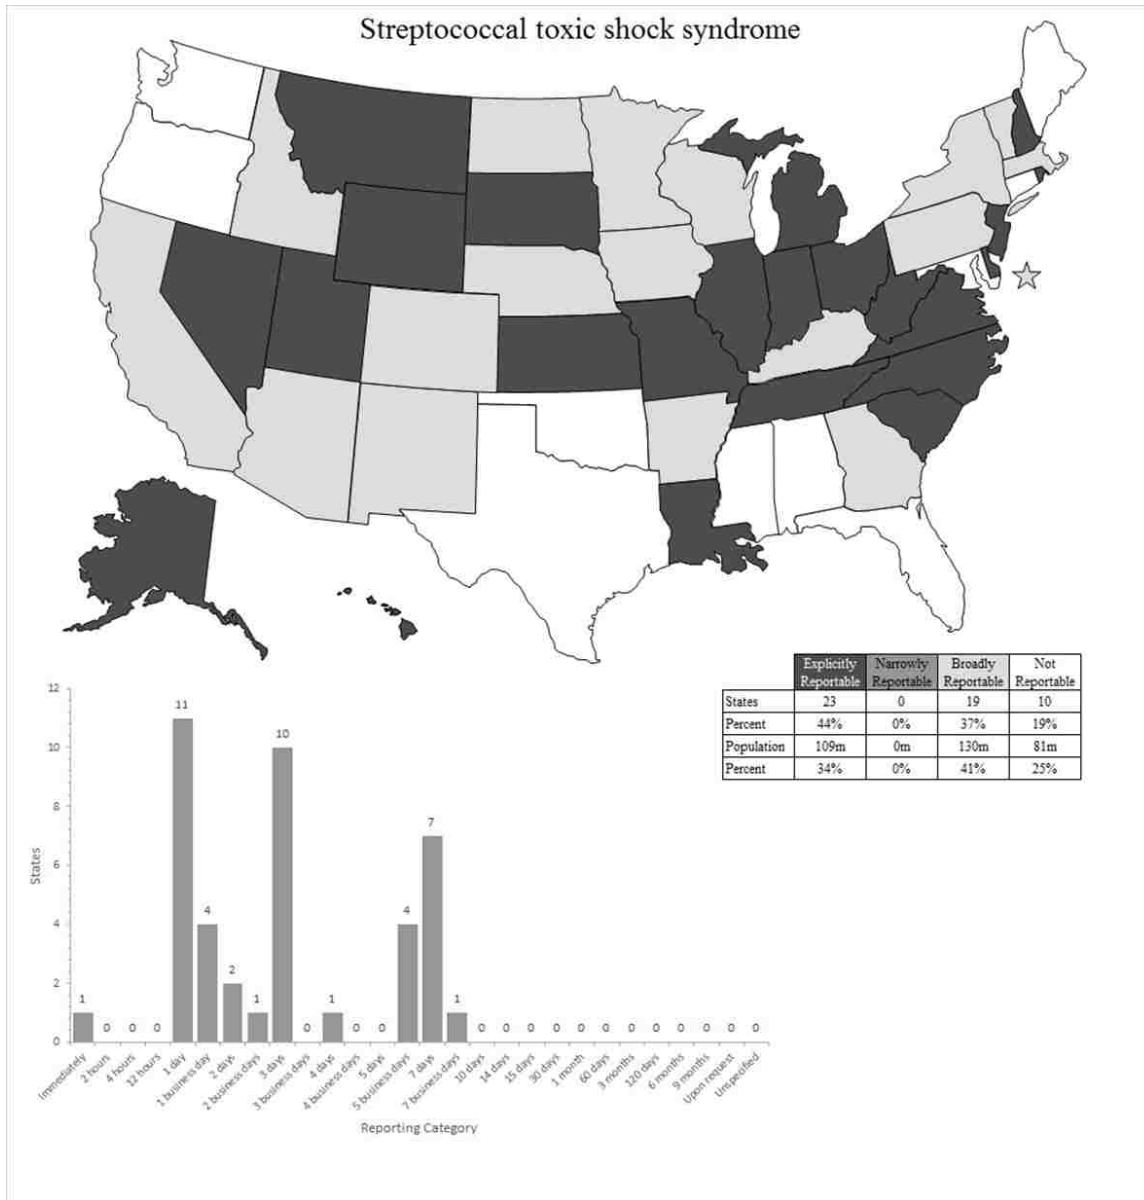 Streptococcal toxic shock syndrome
Explicitly Reportable Narrowly Reportable Broadly Reportable Not Reportable
States 23 0 19 10
Percent 44% 0% 37% 19%
Population 109m 0m 130m 81m
Percent 34% 0% 41% 25%
12
10
8
6
4
2
0
States
1 0 0 0 11 4 2 1 10 0 1 0 0 4 7 1 0 0 0 0 0 0 0 0 0 0 0 0
Immediately
2 hours
4 hours
12 hours
1 day
1 business day
2 days
2 business days
3 days
3 business days
4 days
4 business days
5 days
5 business days
7 days
7 business days
10 days
14 days
15 days
30 days
1 month
60 days
3 months
120 days
6 months
9 months
Upon request
Unspecified
Reporting Category